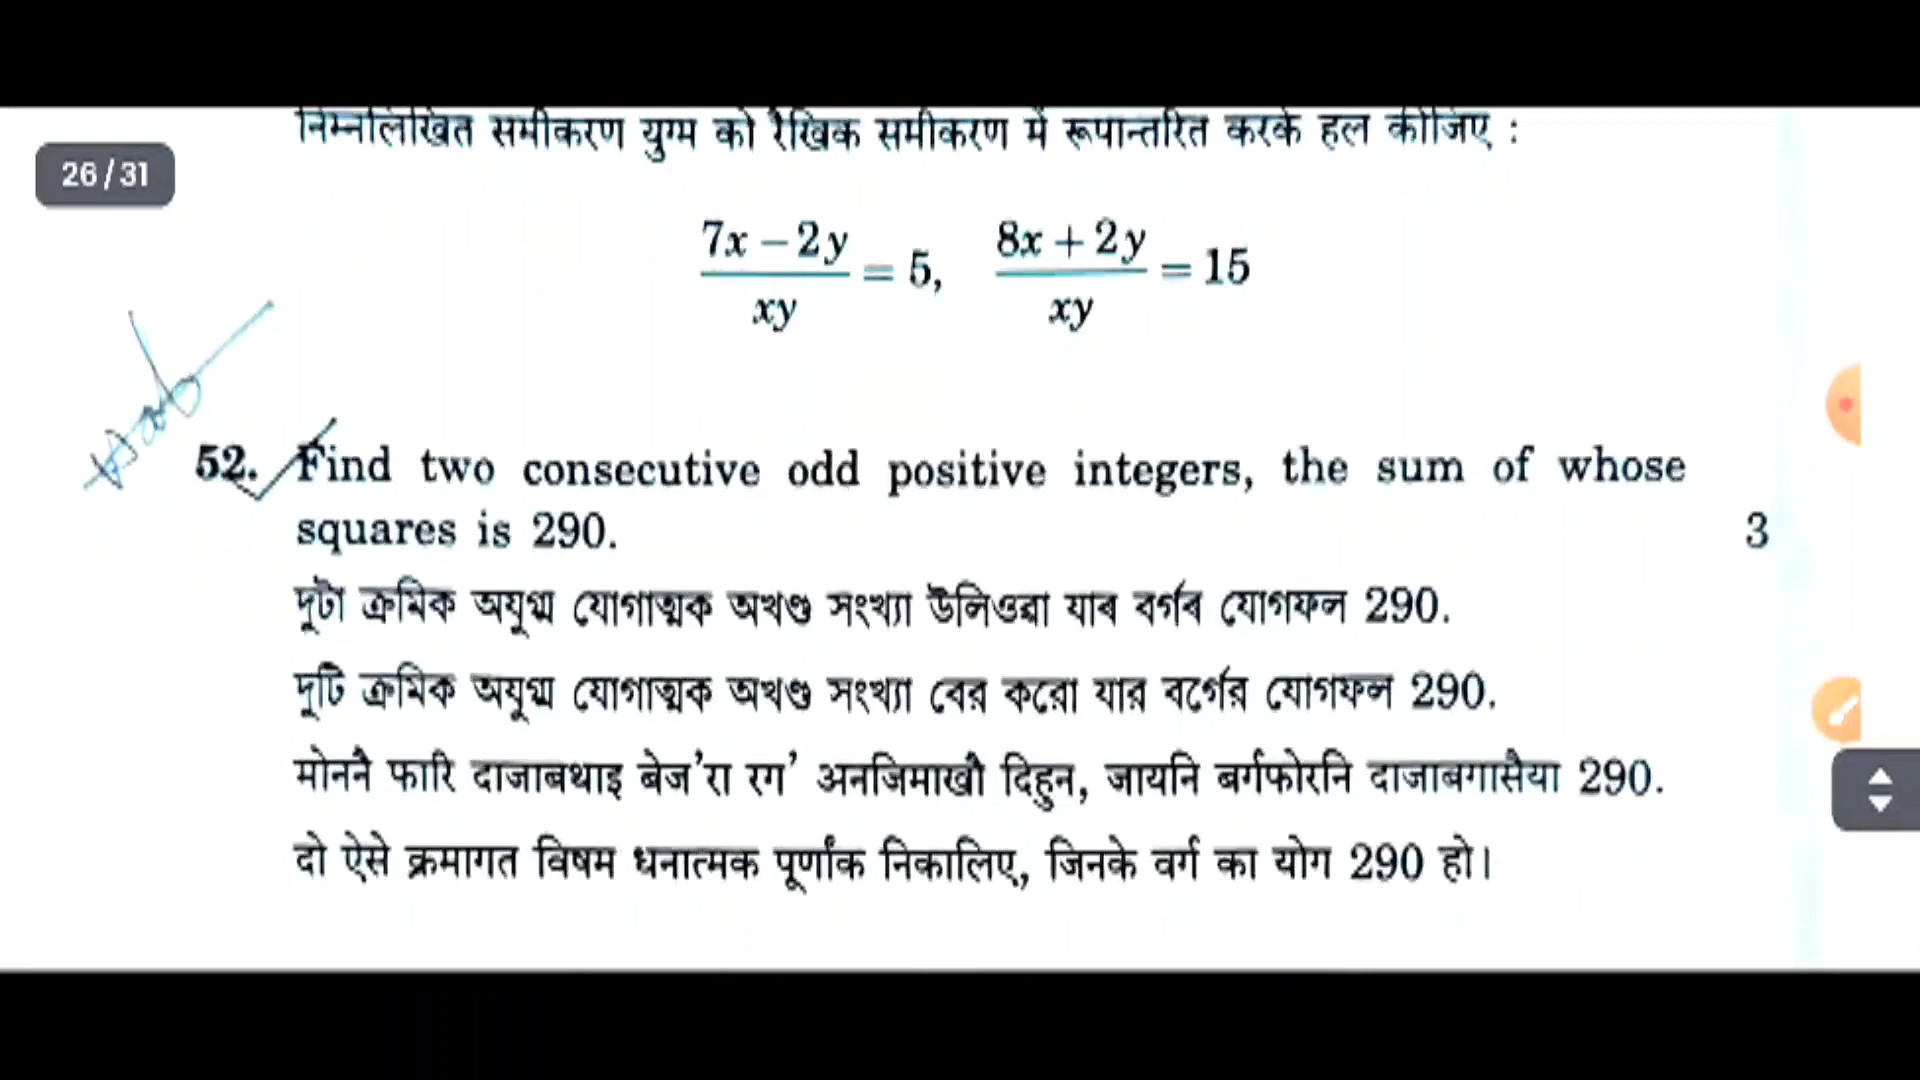 निम्नलिखित समीकरण युग्म को रैखिक समीकरण में रूपान्तरित करके हल कीजिए :
26/31
7x – 2y / xy = 5, 8x + 2y / xy = 15
52. Find two consecutive odd positive integers, the sum of whose
squares is 290.
3
দুটা ক্ৰমিক অযুগ্ম যোগাত্মক অখণ্ড সংখ্যা উলিওৱা যাৰ বৰ্গৰ যোগফল 290.
দুটি ক্রমিক অযুগ্ম যোগাত্মক অখণ্ড সংখ্যা বের করো যার বর্গের যোগফল 290.
मोननै फारि दाजाबथाइ बेज'रा रग' अनजिमाखौ दिहुन, जायनि बर्गफोरनि दाजाबगासैया 290.
दो ऐसे क्रमागत विषम धनात्मक पूर्णांक निकालिए, जिनके वर्ग का योग 290 हो।